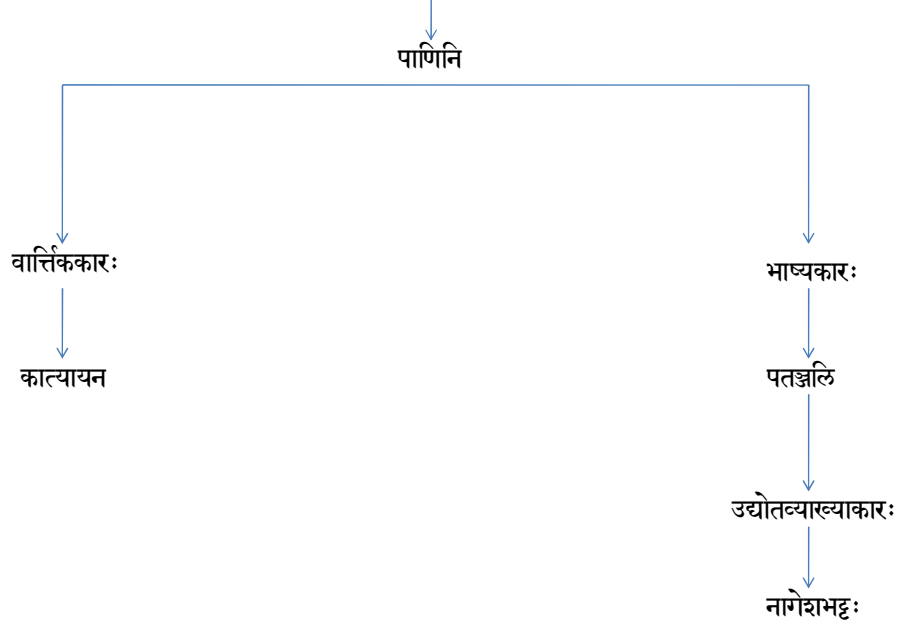 पाणिनि
वार्त्तिककारः
भाष्यकारः
कात्यायन
पतञ्जलि
उद्योतव्याख्याकारः
नागेशभट्टः